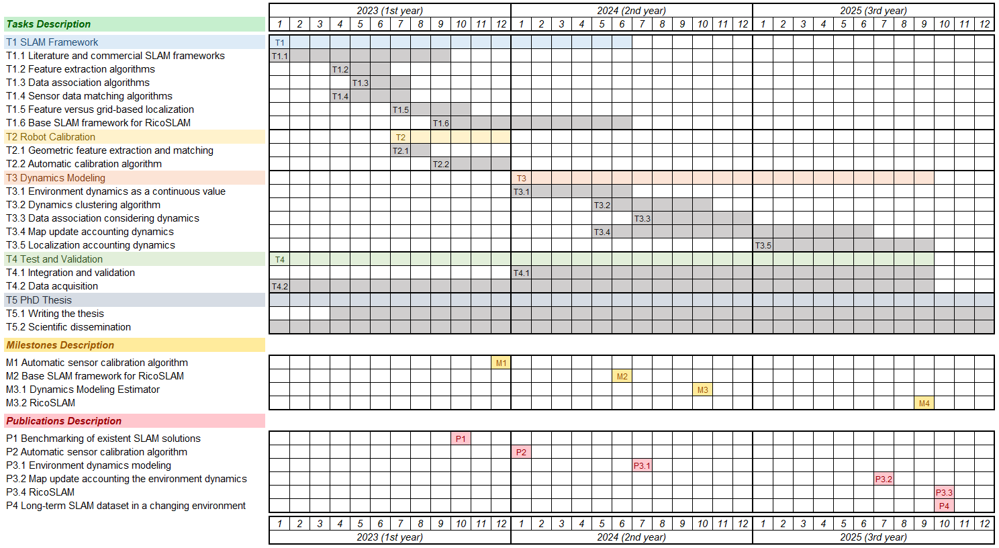 2023 (1st year) 2024 (2nd year) 2025 (3rd year)
Tasks Description 1 2 3 4 5 6 7 8 9 10 11 12 1 2 3 4 5 6 7 8 9 10 11 12 1 2 3 4 5 6 7 8 9 10 11 12
T1 SLAM Framework T1
T1.1 Literature and commercial SLAM frameworks T1.1
T1.2 Feature extraction algorithms T1.2
T1.3 Data association algorithms T1.3
T1.4 Sensor data matching algorithms T1.4
T1.5 Feature versus grid-based localization T1.5
T1.6 Base SLAM framework for RicoSLAM T1.6
T2 Robot Calibration T2
T2.1 Geometric feature extraction and matching T2.1
T2.2 Automatic calibration algorithm T2.2
T3 Dynamics Modeling T3
T3.1 Environment dynamics as a continuous value T3.1
T3.2 Dynamics clustering algorithm T3.2
T3.3 Data association considering dynamics T3.3
T3.4 Map update accounting dynamics T3.4
T3.5 Localization accounting dynamics T3.5
T4 Test and Validation T4
T4.1 Integration and validation T4.1
T4.2 Data acquisition T4.2
T5 PhD Thesis
T5.1 Writing the thesis
T5.2 Scientific dissemination
Milestones Description
M1 Automatic sensor calibration algorithm M1
M2 Base SLAM framework for RicoSLAM M2
M3.1 Dynamics Modeling Estimator M3
M3.2 RicoSLAM M4
Publications Description
P1 Benchmarking of existent SLAM solutions P1
P2 Automatic sensor calibration algorithm P2
P3.1 Environment dynamics modeling P3.1
P3.2 Map update accounting the environment dynamics P3.2
P3.4 RicoSLAM P3.3
P4 Long-term SLAM dataset in a changing environment P4
1 2 3 4 5 6 7 8 9 10 11 12 1 2 3 4 5 6 7 8 9 10 11 12 1 2 3 4 5 6 7 8 9 10 11 12
2023 (1st year) 2024 (2nd year) 2025 (3rd year)